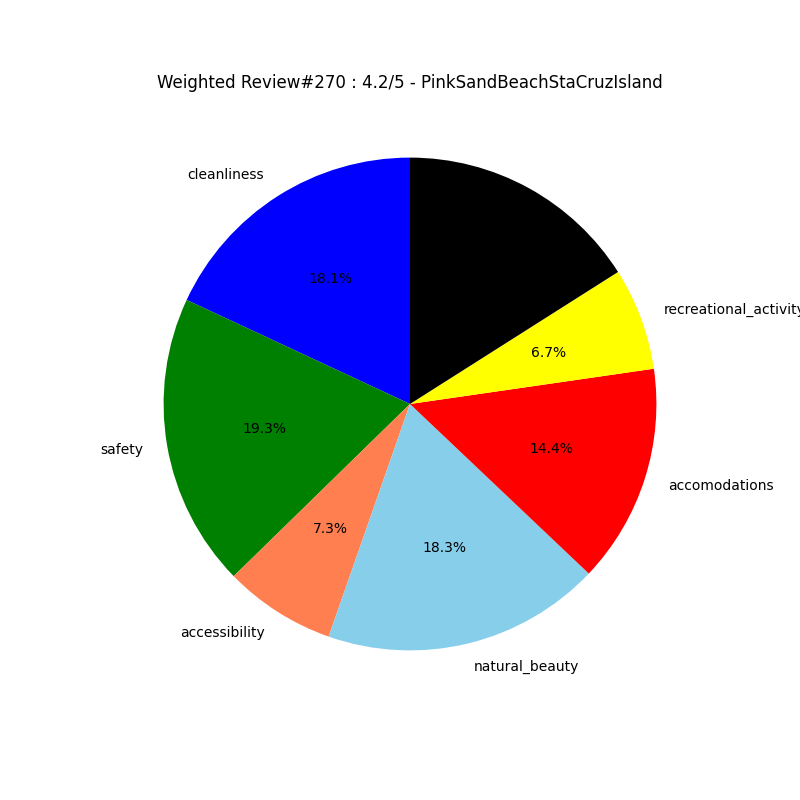 Weighted Review#270 : 4.2/5 - PinkSandBeachStaCruzIsland
cleanliness
18.1%
recreational_activity
6.7%
safety
19.3%
14.4%
accomodations
7.3%
18.3%
accessibility
natural_beauty